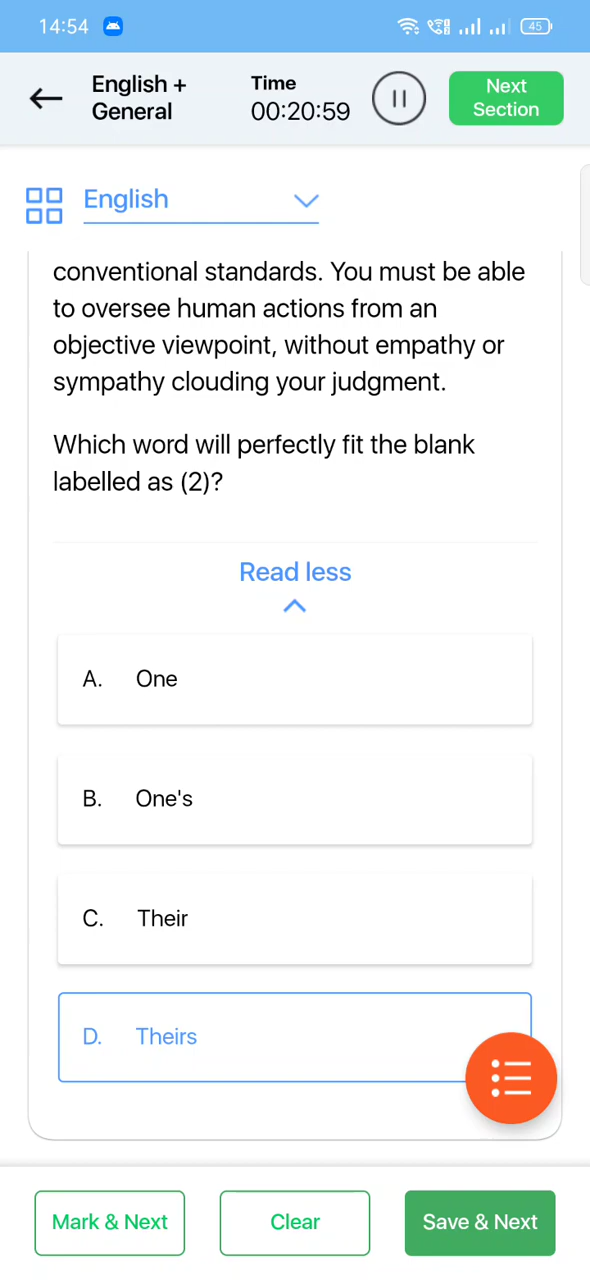 14:54
45
English +
General
Time
00:20:59
Next
Section
English
conventional standards. You must be able
to oversee human actions from an
objective viewpoint, without empathy or
sympathy clouding your judgment.
Which word will perfectly fit the blank
labelled as (2)?
Read less
A. One
B. One's
C. Their
D. Theirs
Mark & Next
Clear
Save & Next